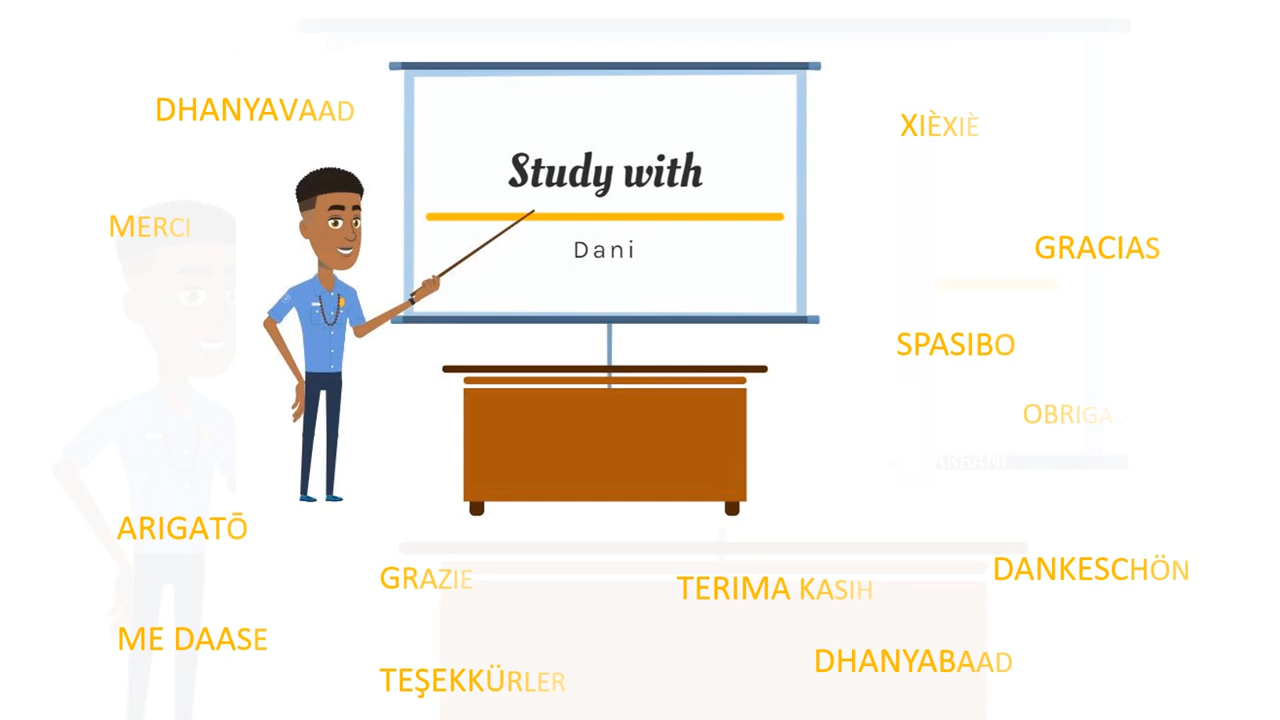 DHANYAVAAD
XIÈXIÈ
Study with
MERCI
Dani
GRACIAS
SPASIBO
ARIGATŌ
GRAZIE
TERIMA KASIH
DANKESCHÖN
ME DAASE
TEŞEKKÜRLER
DHANYABAAD